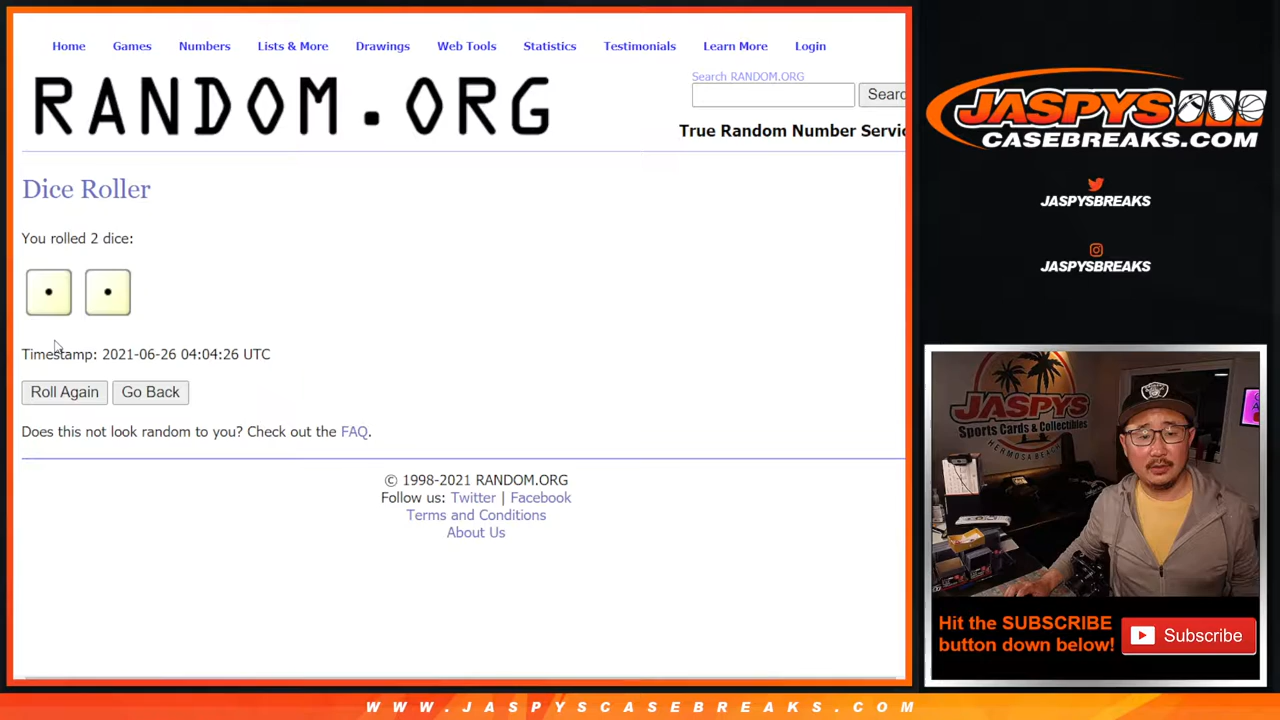 Home Games Numbers Lists & More Drawings Web Tools Statistics Testimonials Learn More Login
RANDOM.ORG
Search RANDOM.ORG
Searc
True Random Number Servic
Dice Roller
You rolled 2 dice:
Timestamp: 2021-06-26 04:04:26 UTC
Roll Again Go Back
Does this not look random to you? Check out the FAQ.
© 1998-2021 RANDOM.ORG
Follow us: Twitter | Facebook
Terms and Conditions
About Us
JASPYS
CASEBREAKS.COM
JASPYSBREAKS
JASPYSBREAKS
JASPYS
Sports Cards & Collectibles
HERMOSA BEACH
Hit the SUBSCRIBE
button down below!
Subscribe
WWW.JASPYSCASEBREAKS.COM